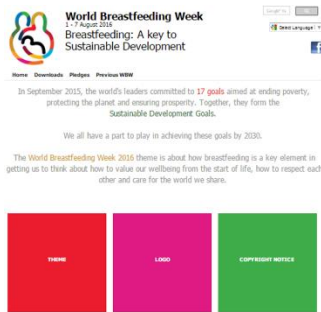 World Breastfeeding Week
1 - 7 August 2016
Breastfeeding: A key to
Sustainable Development
Select Language
Home Downloads Pledges Previous WBW
In September 2015, the world's leaders committed to 17 goals aimed at ending poverty,
protecting the planet and ensuring prosperity. Together, they form the
Sustainable Development Goals.
We all have a part to play in achieving these goals by 2030.
The World Breastfeeding Week 2016 theme is about how breastfeeding is a key element in
getting us to think about how to value our wellbeing from the start of life, how to respect each
other and care for the world we share.
THEME
LOGO
COPYRIGHT NOTICE